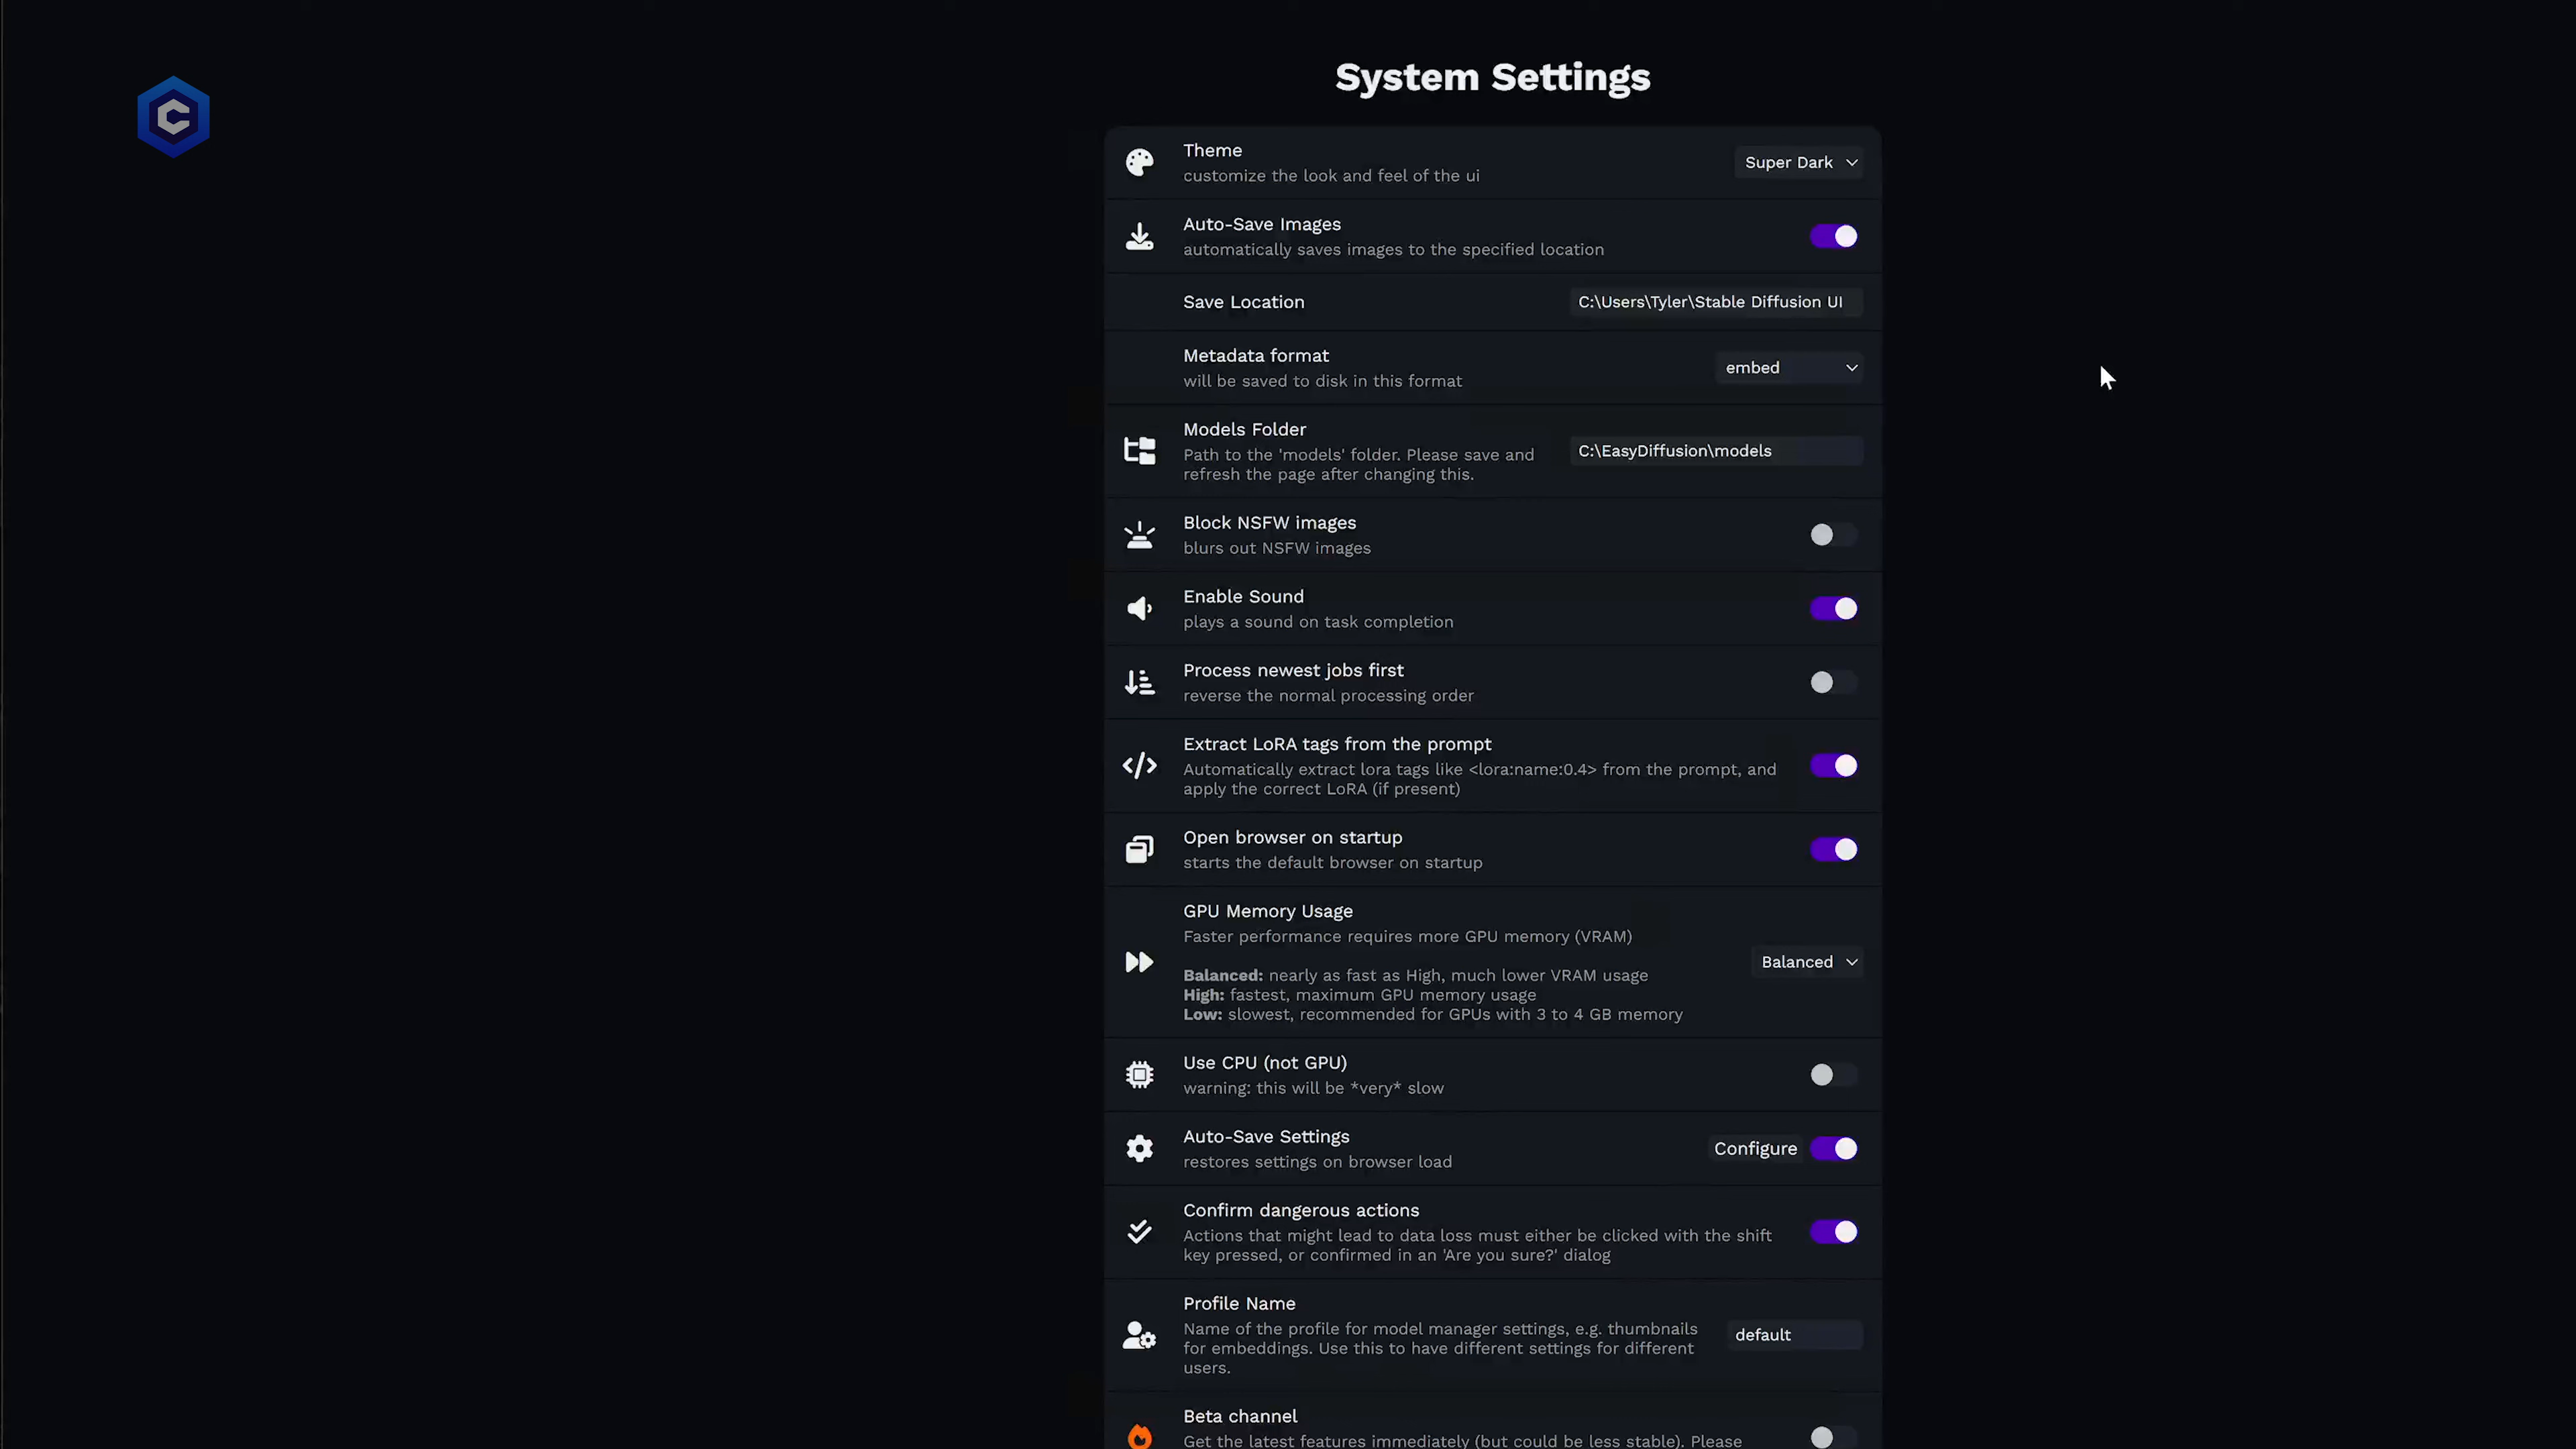 System Settings
Theme
customize the look and feel of the ui
Super Dark
Auto-Save Images
automatically saves images to the specified location
Save Location
C:\Users\Tyler\Stable Diffusion UI
Metadata format
will be saved to disk in this format
embed
Models Folder
Path to the 'models' folder. Please save and
refresh the page after changing this.
C:\EasyDiffusion\models
Block NSFW images
blurs out NSFW images
Enable Sound
plays a sound on task completion
Process newest jobs first
reverse the normal processing order
Extract LoRA tags from the prompt
Automatically extract lora tags like <lora:name:0.4> from the prompt, and
apply the correct LoRA (if present)
Open browser on startup
starts the default browser on startup
GPU Memory Usage
Faster performance requires more GPU memory (VRAM)
Balanced: nearly as fast as High, much lower VRAM usage
High: fastest, maximum GPU memory usage
Low: slowest, recommended for GPUs with 3 to 4 GB memory
Balanced
Use CPU (not GPU)
warning: this will be *very* slow
Auto-Save Settings
restores settings on browser load
Configure
Confirm dangerous actions
Actions that might lead to data loss must either be clicked with the shift
key pressed, or confirmed in an 'Are you sure?' dialog
Profile Name
Name of the profile for model manager settings, e.g. thumbnails
for embeddings. Use this to have different settings for different
users.
default
Beta channel
Get the latest features immediately (but could be less stable). Please